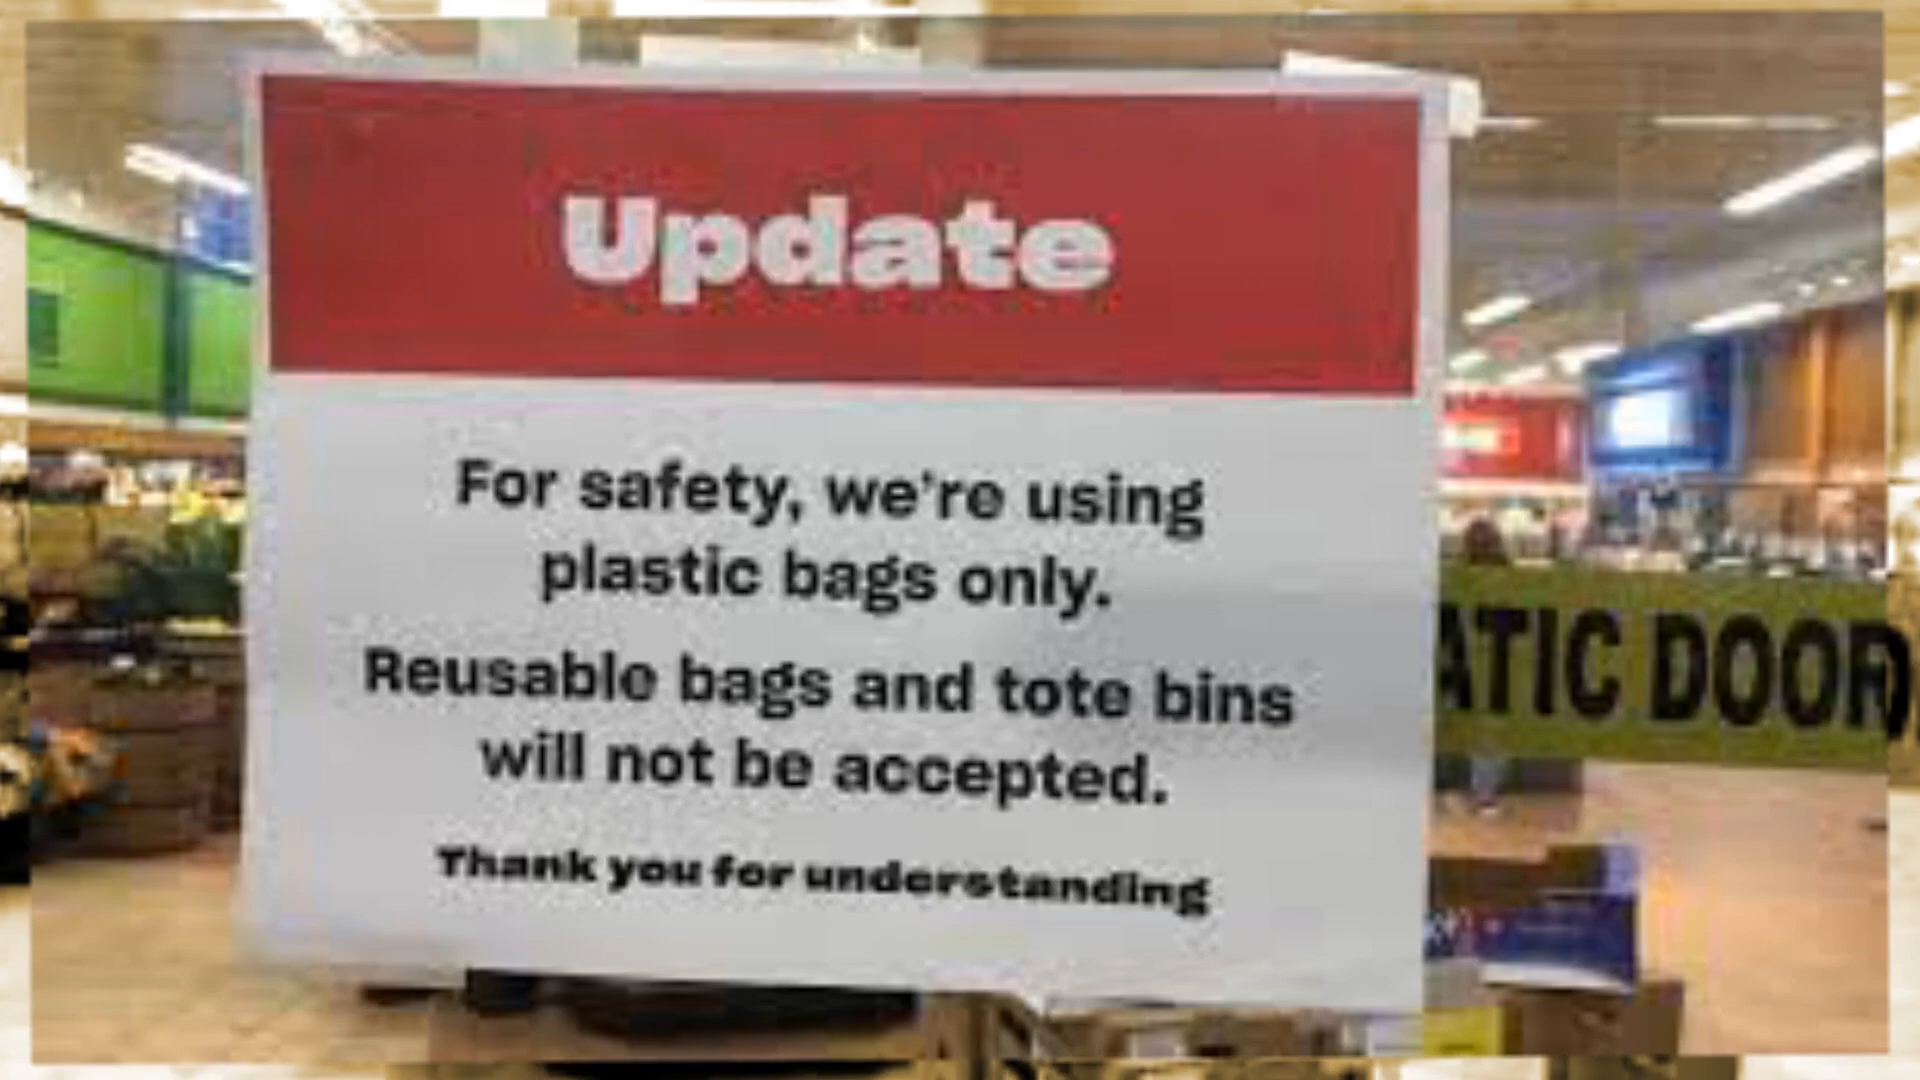 Update
For safety, we're using
plastic bags only.
Reusable bags and tote bins
will not be accepted.
Thank you for understanding
ATIC DOOR